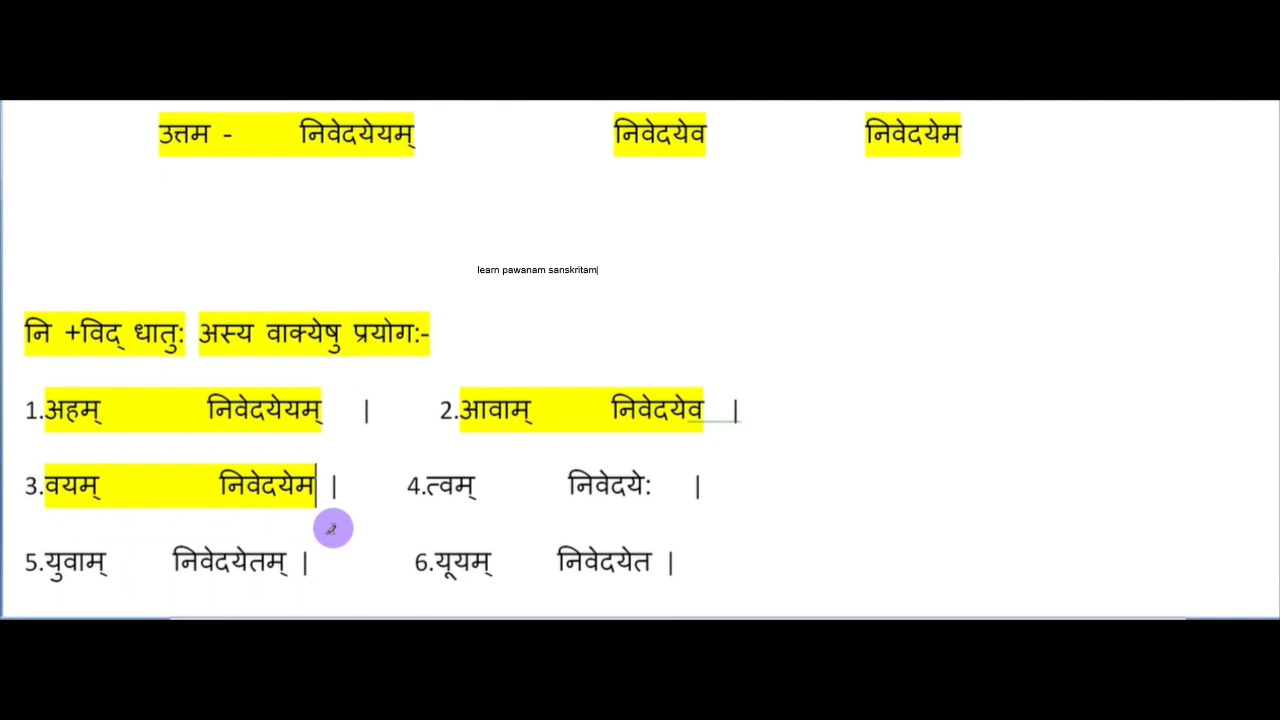 उत्तम - निवेदयेयम् निवेदयेव निवेदयेम
learn pawanam sanskritam
नि +विद् धातु: अस्य वाक्येषु प्रयोग:-
1.अहम् निवेदयेयम् | 2.आवाम् निवेदयेव |
3.वयम् निवेदयेम | 4.त्वम् निवेदये: |
5.युवाम् निवेदयेतम् | 6.यूयम् निवेदयेत |